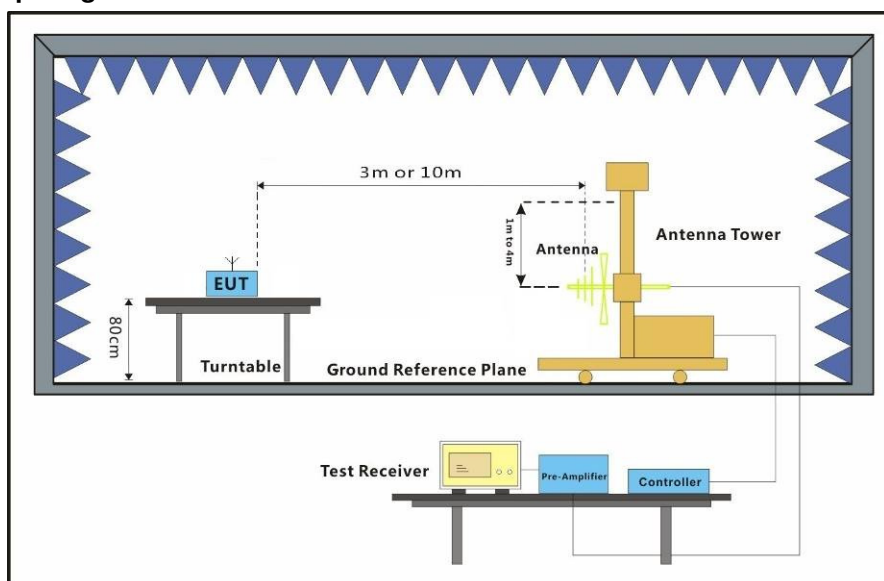 3m or 10m
1m to 4m
Antenna
Antenna Tower
EUT
80cm
Turntable
Ground Reference Plane
Test Receiver
Pre-Amplifier
Controller